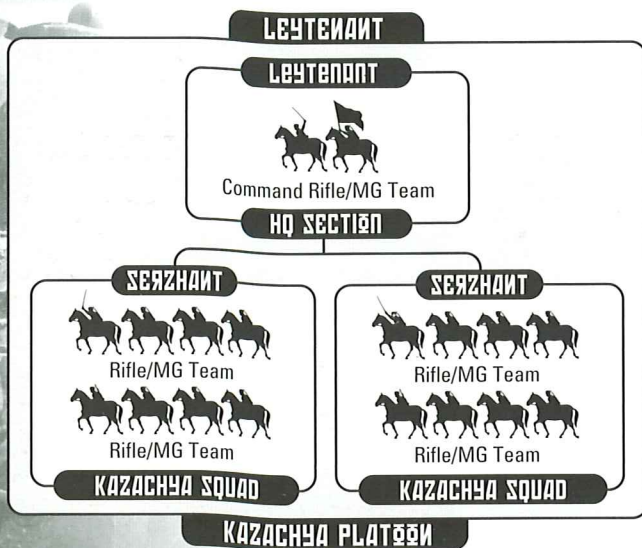 LEYTENANT
LEYTENANT
Command Rifle/MG Team
HQ SECTION
SERZHANT
SERZHANT
Rifle/MG Team
Rifle/MG Team
Rifle/MG Team
Rifle/MG Team
KAZACHYA SQUAD
KAZACHYA SQUAD
KAZACHYA PLATOON